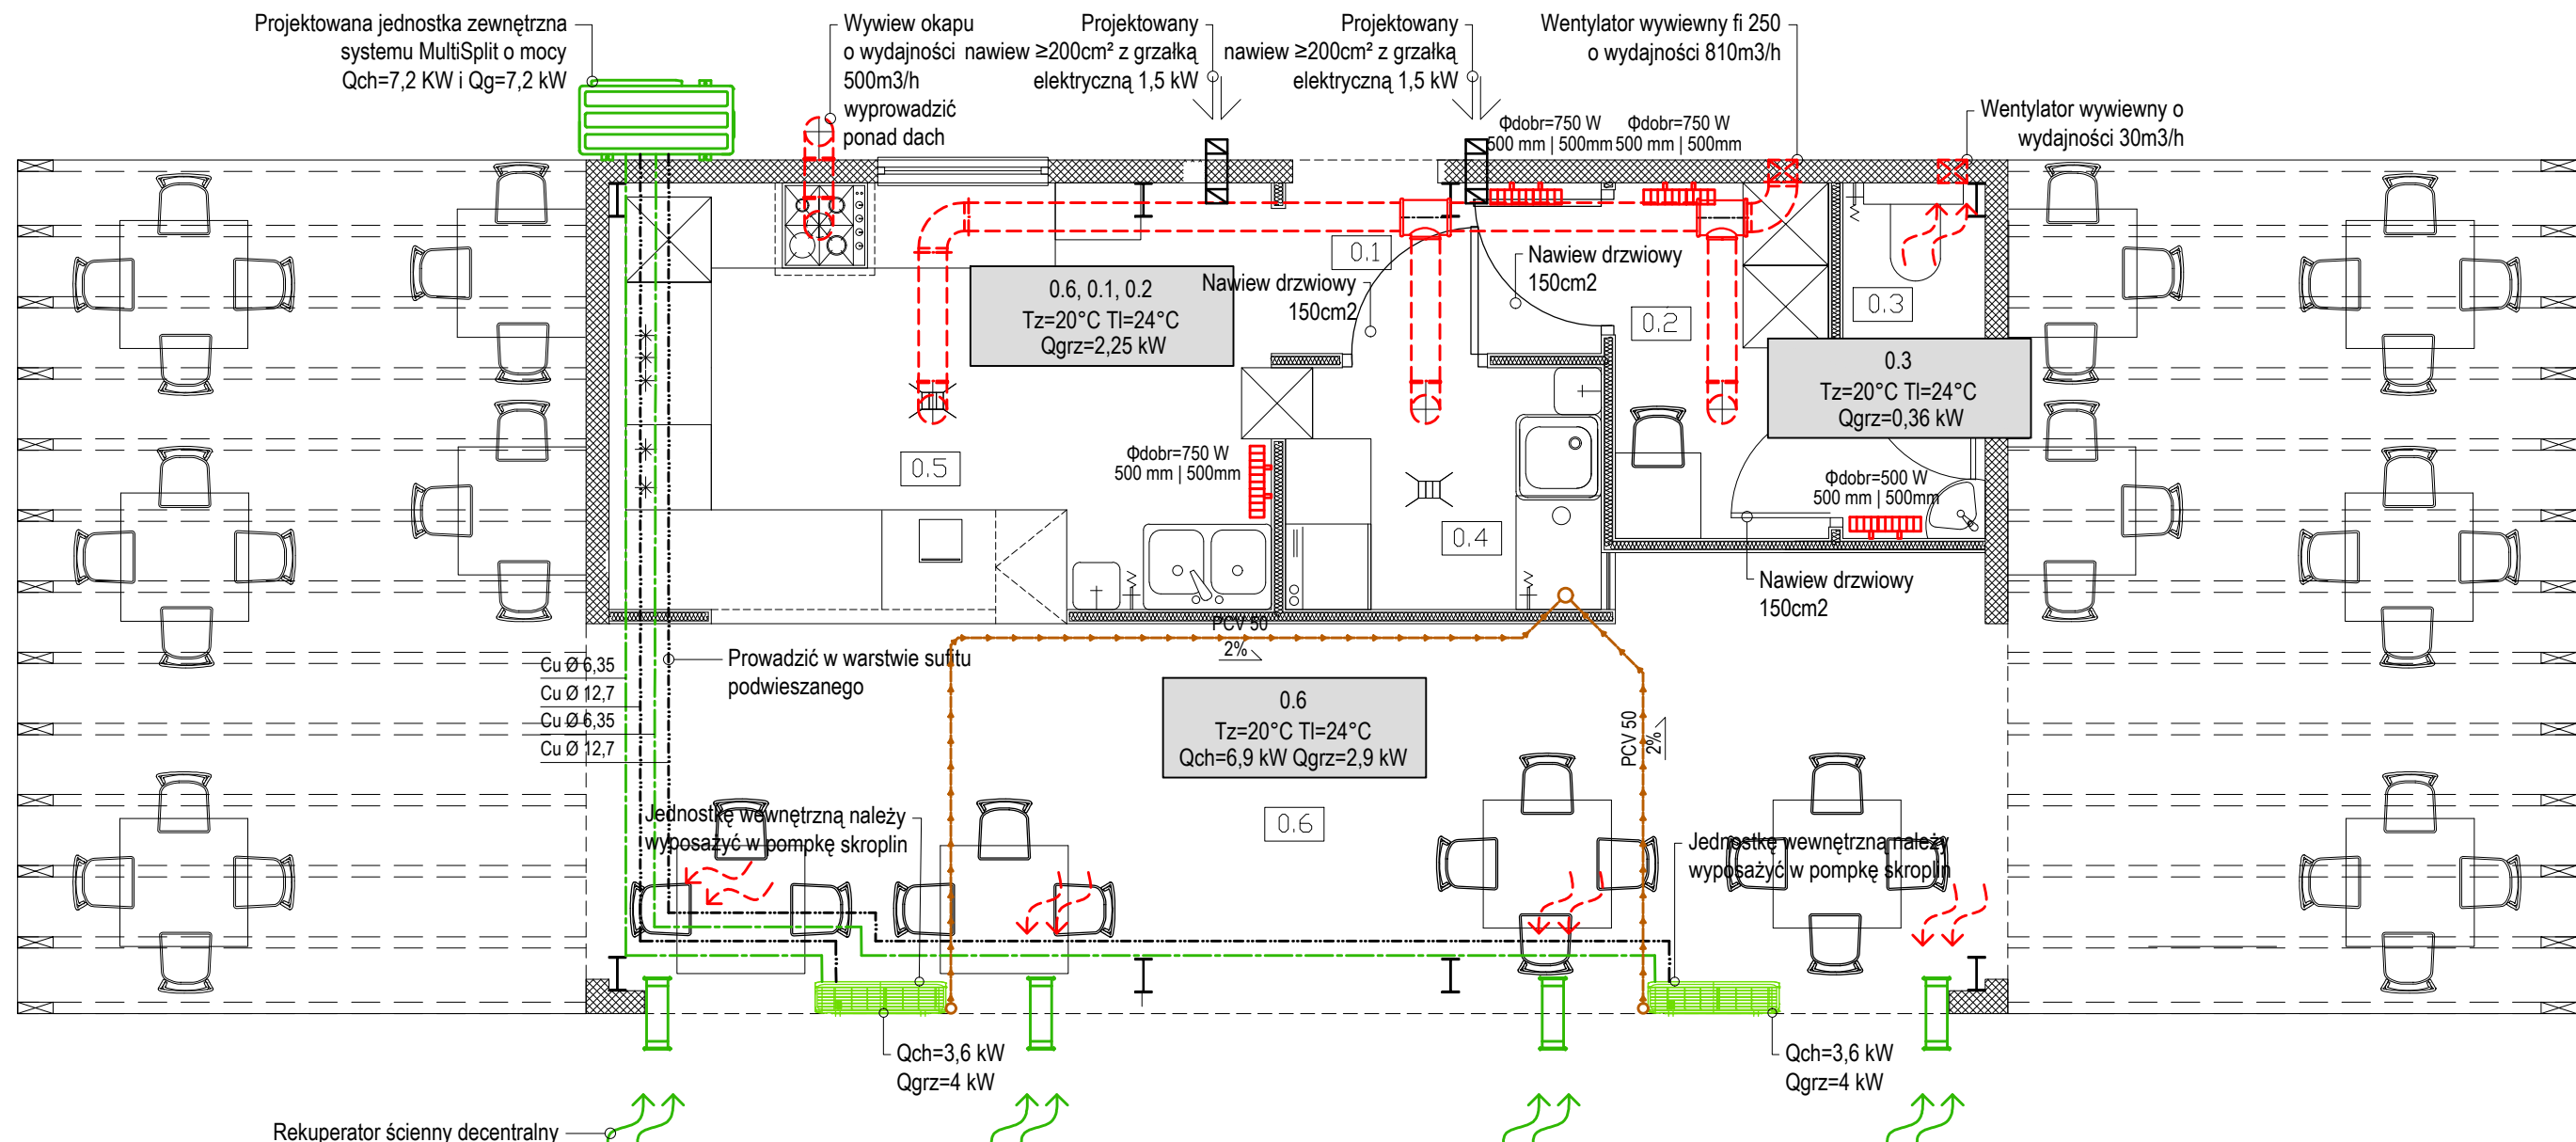 Projektowana jednostka zewnętrzna
systemu MultiSplit o mocy
Qch=7,2 KW i Qg=7,2 kW
Wywiew okapu
o wydajności
500m3/h
wyprowadzić
ponad dach
Projektowany
nawiew ≥200cm² z grzałką
elektryczną 1,5 kW
Projektowany
nawiew ≥200cm² z grzałką
elektryczną 1,5 kW
Wentylator wywiewny fi 250
o wydajności 810m3/h
Wentylator wywiewny o
wydajności 30m3/h
Φdobr=750 W
500 mm | 500mm
Φdobr=750 W
500 mm | 500mm
0.1
Nawiew drzwiowy
150cm2
Nawiew drzwiowy
150cm2
0.6, 0.1, 0.2
Tz=20°C Tl=24°C
Qgrz=2,25 kW
0.2
0.3
0.3
Tz=20°C Tl=24°C
Qgrz=0,36 kW
0.5
Φdobr=750 W
500 mm | 500mm
Φdobr=500 W
500 mm | 500mm
0.4
Nawiew drzwiowy
150cm2
PCV 50
2%
Cu Ø 6,35
Cu Ø 12,7
Cu Ø 6,35
Cu Ø 12,7
Prowadzić w warstwie sufitu
podwieszanego
0.6
Tz=20°C Tl=24°C
Qch=6,9 kW Qgrz=2,9 kW
PCV 50
2%
0.6
Jednostkę wewnętrzną należy
wyposażyć w pompkę skroplin
Jednostkę wewnętrzną należy
wyposażyć w pompkę skroplin
Qch=3,6 kW
Qgrz=4 kW
Qch=3,6 kW
Qgrz=4 kW
Rekuperator ścienny decentralny